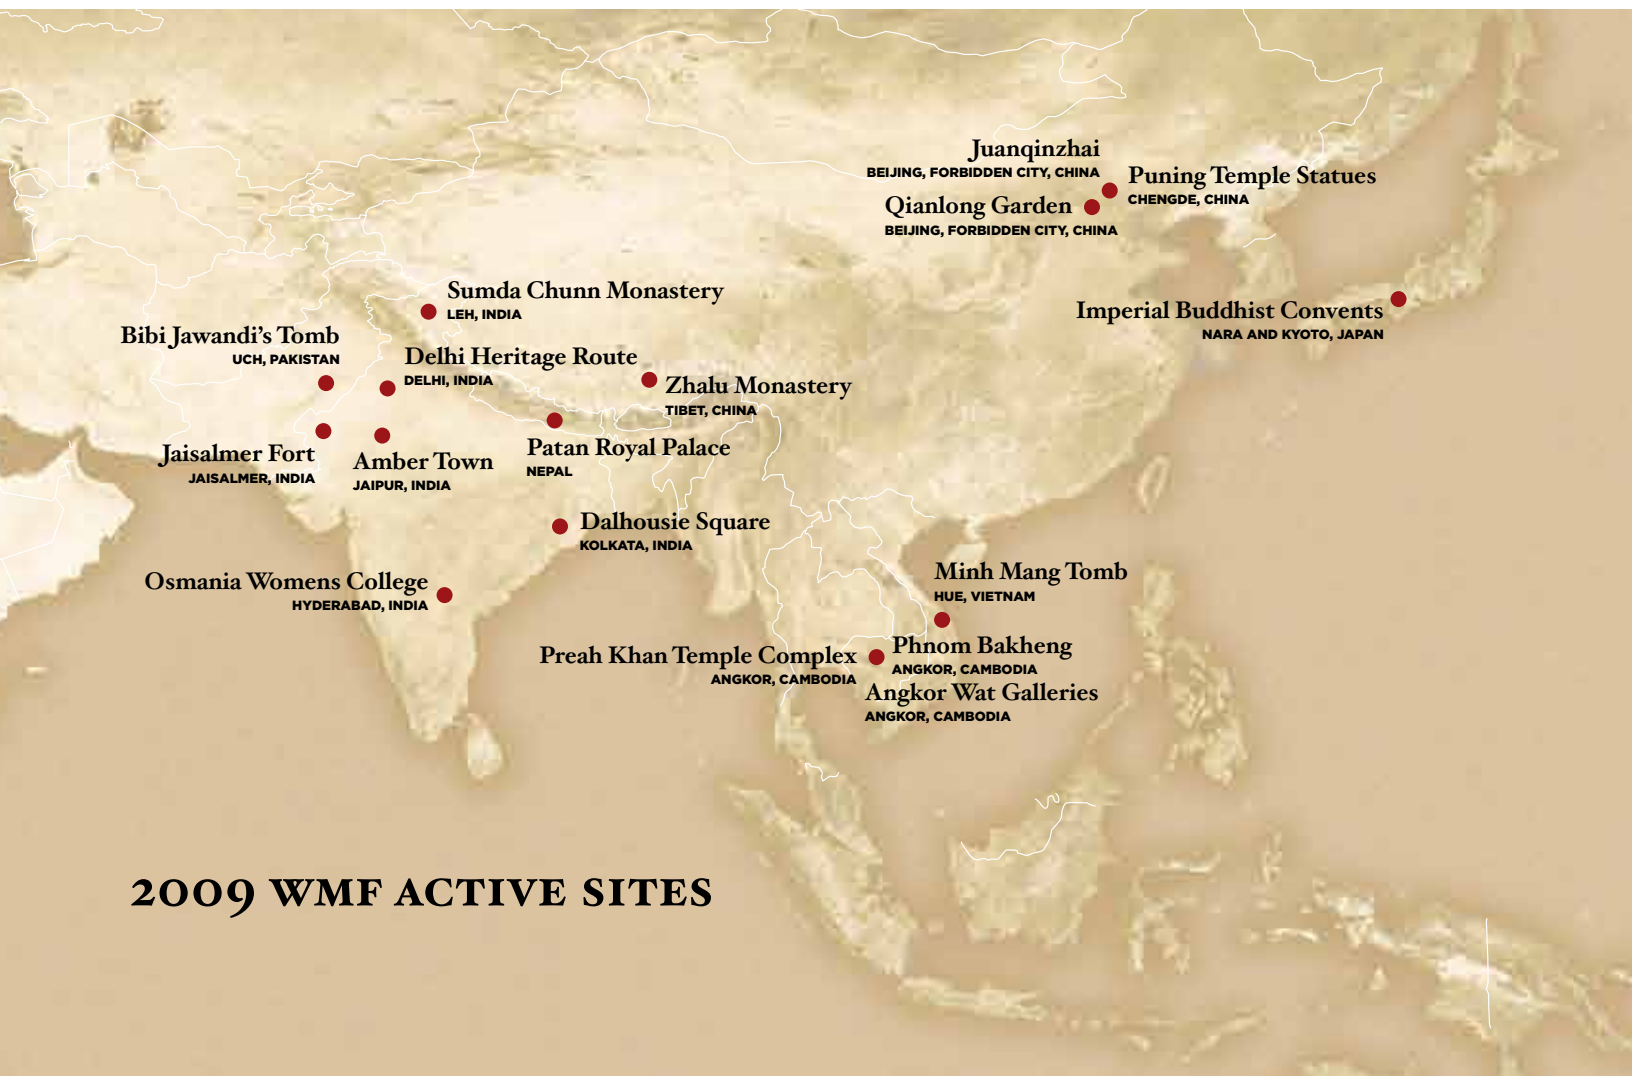 Juanqinzhai
BEIJING, FORBIDDEN CITY, CHINA
Puning Temple Statues
CHENGDE, CHINA
Qianlong Garden
BEIJING, FORBIDDEN CITY, CHINA
Sumda Chunn Monastery
LEH, INDIA
Imperial Buddhist Convents
NARA AND KYOTO, JAPAN
Bibi Jawandi's Tomb
UCH, PAKISTAN
Delhi Heritage Route
DELHI, INDIA
Zhalu Monastery
TIBET, CHINA
Jaisalmer Fort
JAISALMER, INDIA
Amber Town
JAIPUR, INDIA
Patan Royal Palace
NEPAL
Dalhousie Square
KOLKATA, INDIA
Osmania Womens College
HYDERABAD, INDIA
Minh Mang Tomb
HUE, VIETNAM
Preah Khan Temple Complex
ANGKOR, CAMBODIA
Phnom Bakheng
ANGKOR, CAMBODIA
Angkor Wat Galleries
ANGKOR, CAMBODIA
2009 WMF ACTIVE SITES